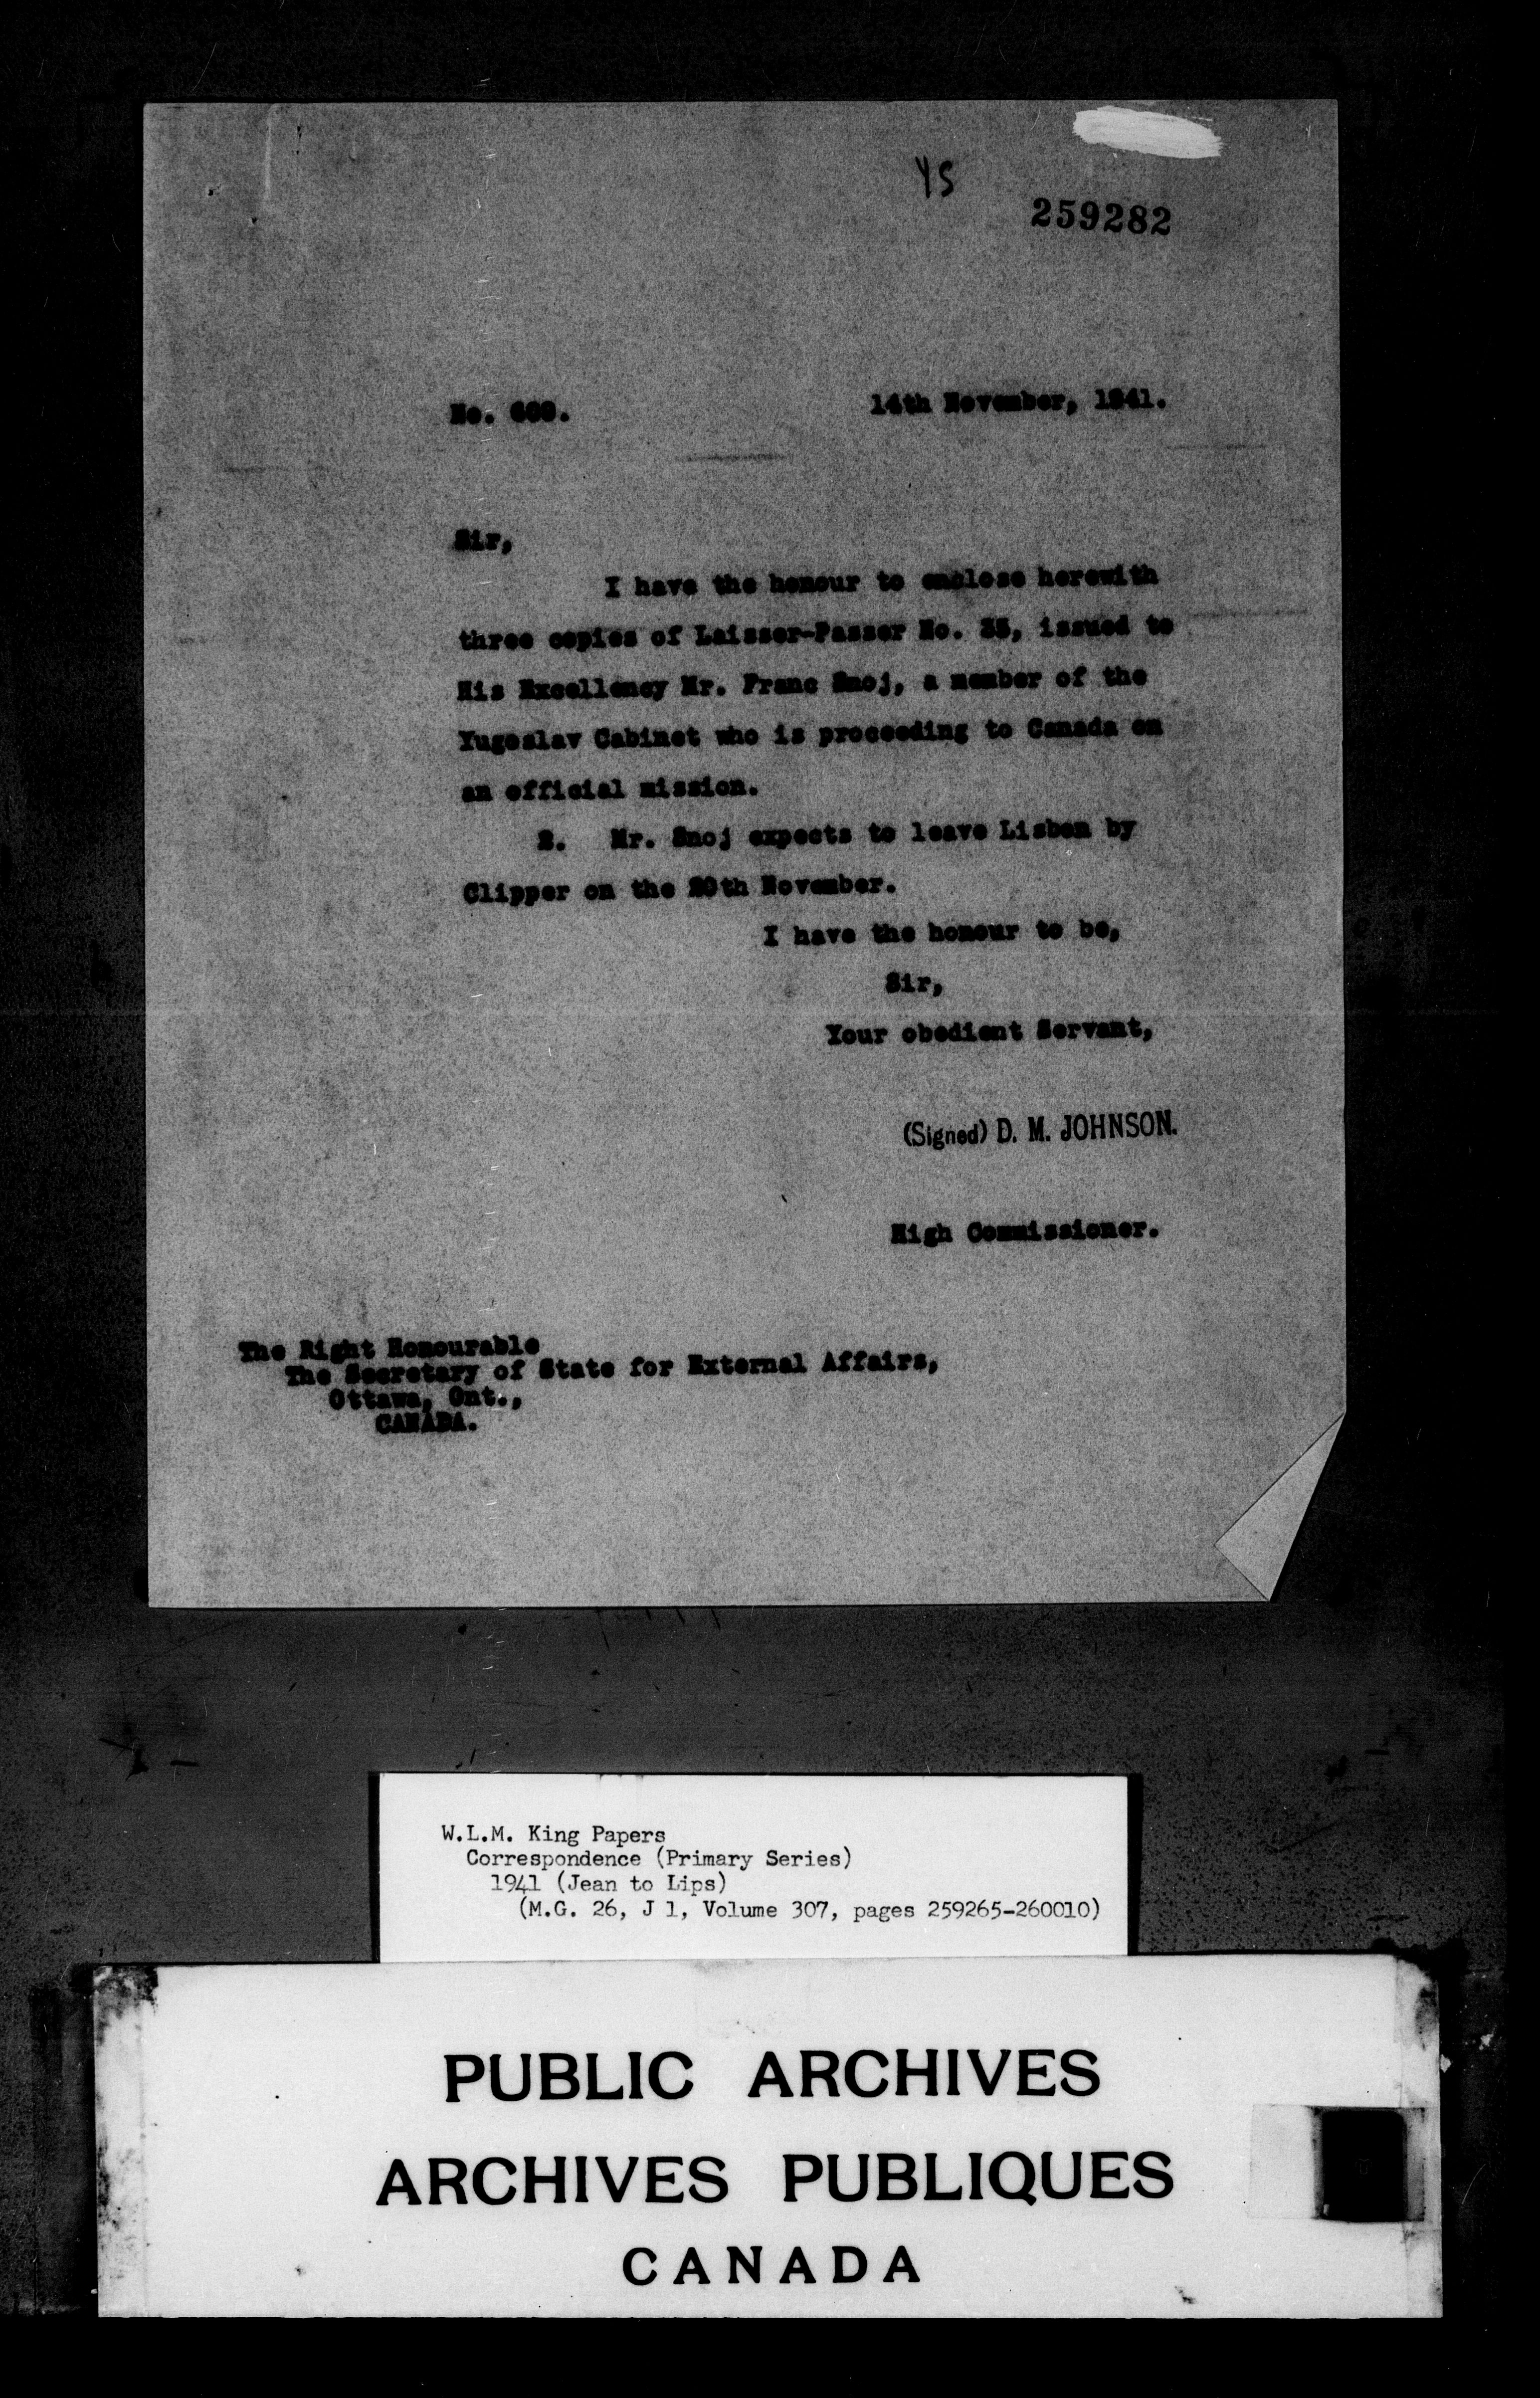 YS
259282
No.
14th November, 1941.
Sir,
I have the honour to enclose herewith
three copies of Laisser-Passer No. 35, issued to
His Excellency Mr. Franc Snoj, a member of the
Yugoslav Cabinet who is proceeding to Canada on
an official mission.
2. Mr. Snoj expects to leave Lisbon by
Clipper on the 20th November.
I have the honour to be,
Sir,
Your obedient Servant,
(Signed) D. M. JOHNSON.
High Commissioner.
The Right Honourable
The Secretary of State for External Affairs,
Ottawa, Ont.,
CANADA.
W.L.M. King Papers
Correspondence (Primary Series)
1941 (Jean to Lips)
(M.G. 26, J 1, Volume 307, pages 259265-260010)
PUBLIC ARCHIVES
ARCHIVES PUBLIQUES
CANADA